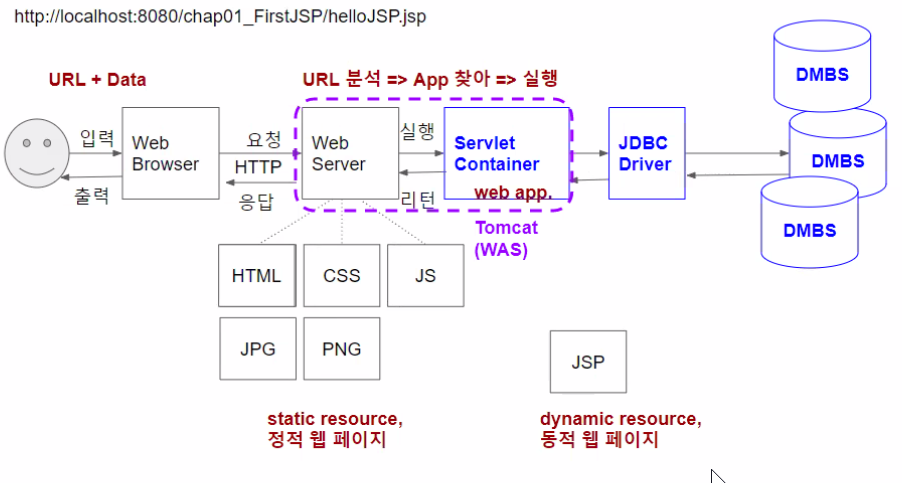 http://localhost:8080/chap01_FirstJSP/helloJSP.jsp
URL + Data
URL 분석 => App 찾아 => 실행
입력
출력
Web
Browser
요청
HTTP
응답
Web
Server
실행
리턴
Servlet
Container
web app.
Tomcat
(WAS)
JDBC
Driver
DMBS
DMBS
DMBS
HTML
CSS
JS
JPG
PNG
JSP
static resource,
정적 웹 페이지
dynamic resource,
동적 웹 페이지